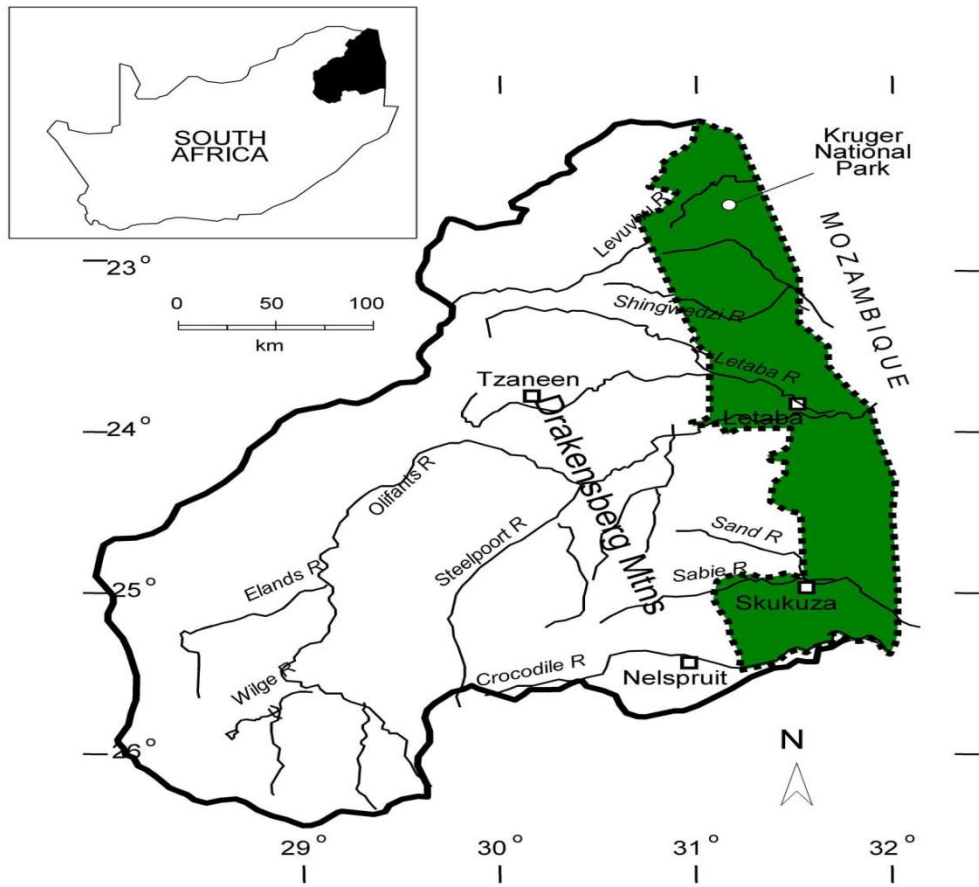 SOUTH
AFRICA
Kruger
National
Park
MOZAMBIQUE
Levuvhu R
23°
0 50 100
km
Shingwedzi R
Letaba R
Tzaneen
Letaba
24°
Drakensberg Mtns
Olifants R
Steelpoort R
Sand R
Elands R
Sabie R
25°
Skukuza
Wilge R
Crocodile R
Nelspruit
26°
N
29° 30° 31° 32°